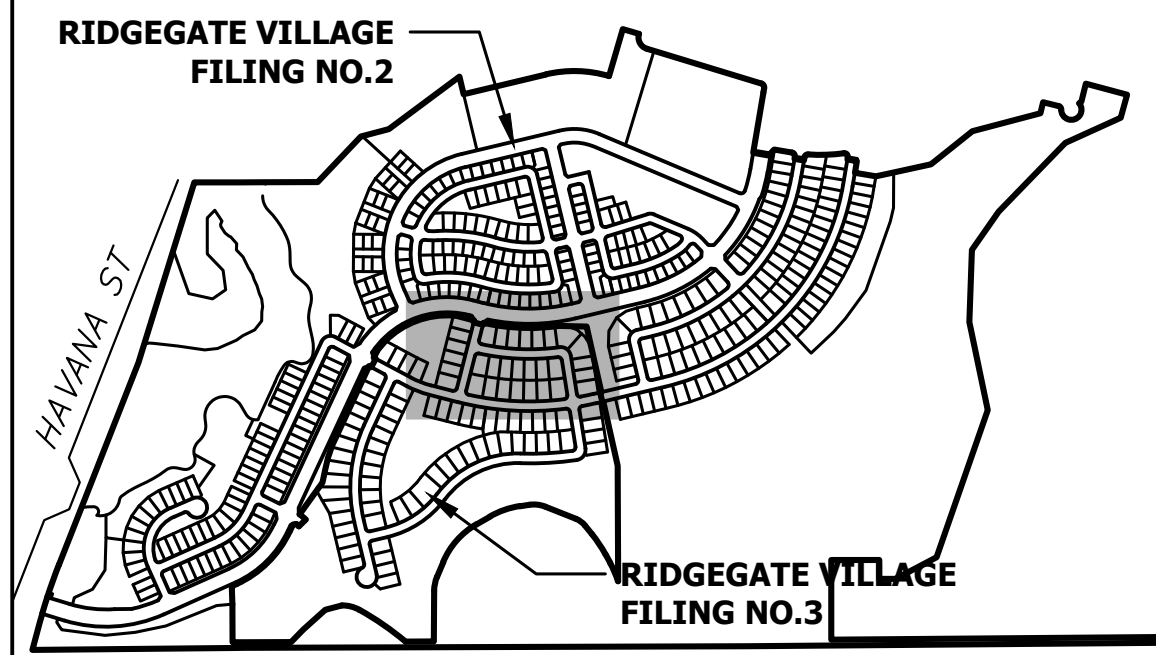 RIDGEGATE VILLAGE
FILING NO.2
HAVANA ST
RIDGEGATE VILLAGE
FILING NO.3